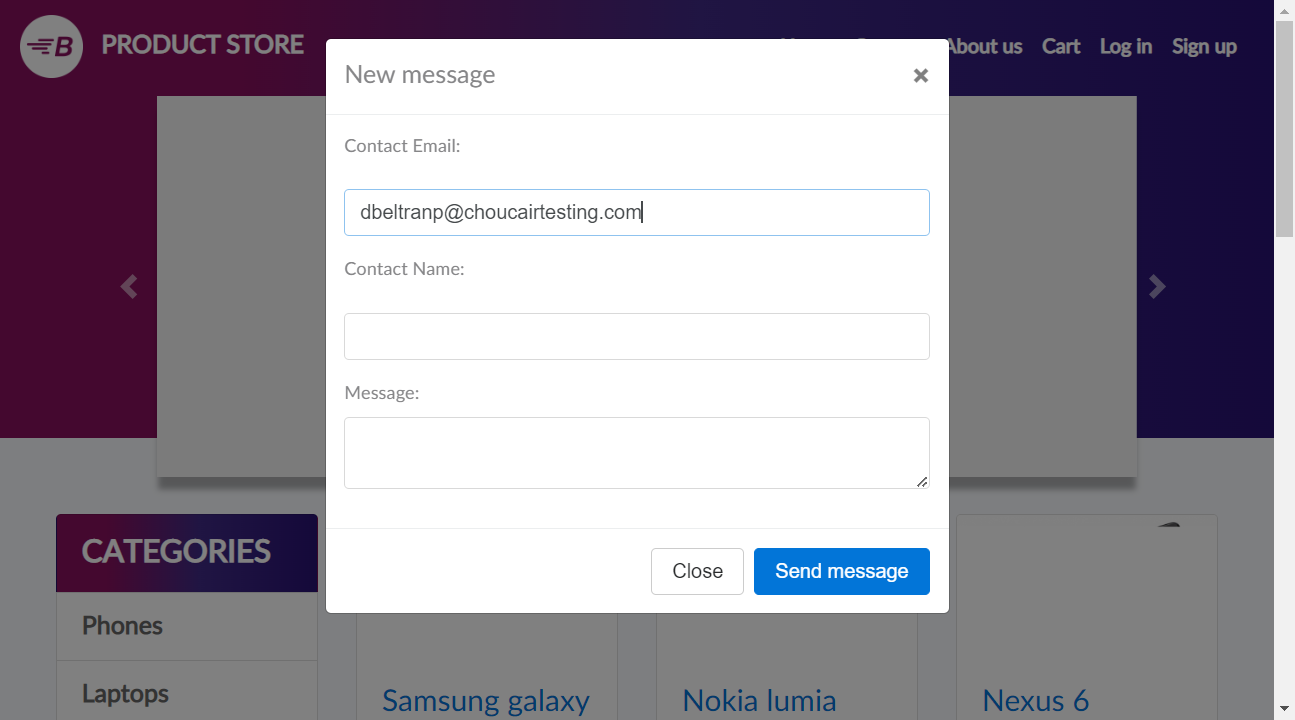 B PRODUCT STORE
About us Cart Log in Sign up
New message ×
Contact Email:
dbeltranp@choucairtesting.com
Contact Name:
Message:
Close Send message
CATEGORIES
Phones
Laptops
Samsung galaxy
Nokia lumia
Nexus 6